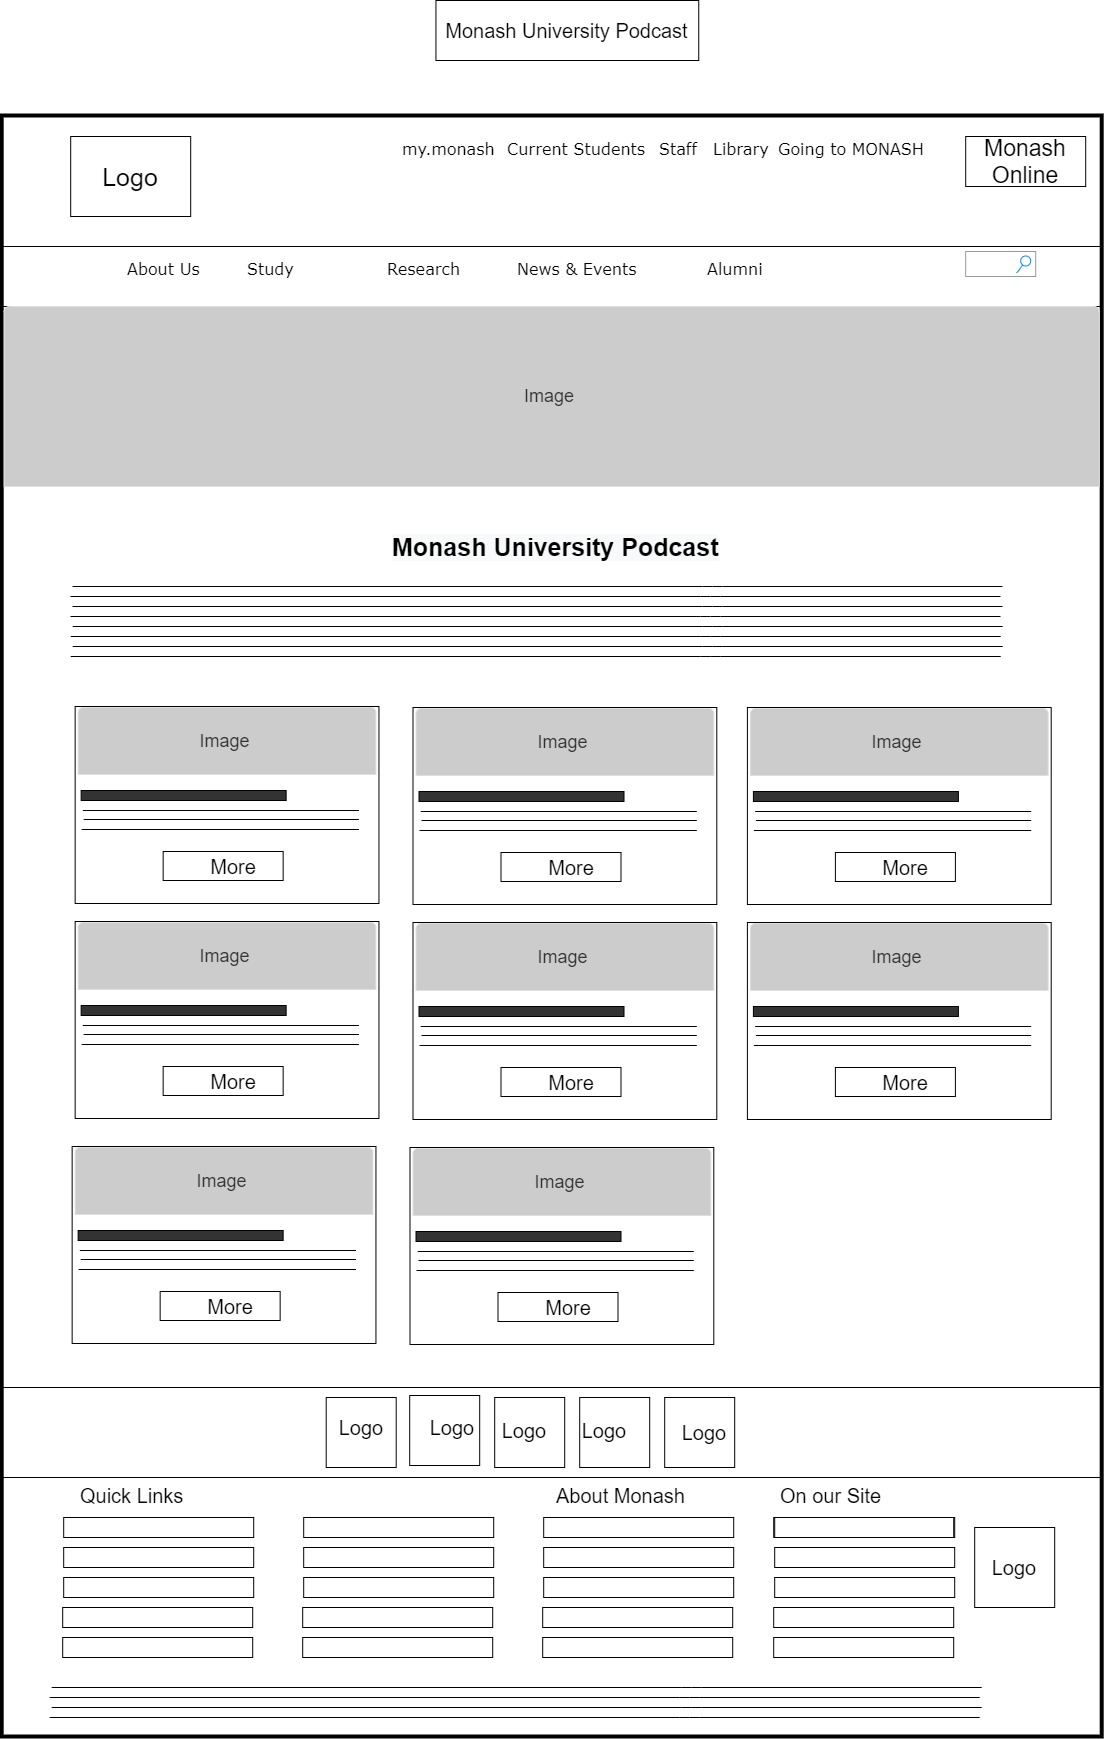 Monash University Podcast
Logo
my.monash Current Students Staff Library Going to MONASH
Monash
Online
About Us Study Research News & Events Alumni
Image
Monash University Podcast
Image Image Image
More More More
Image Image Image
More More More
Image Image
More More
Logo Logo Logo Logo Logo
Quick Links About Monash On our Site
Logo